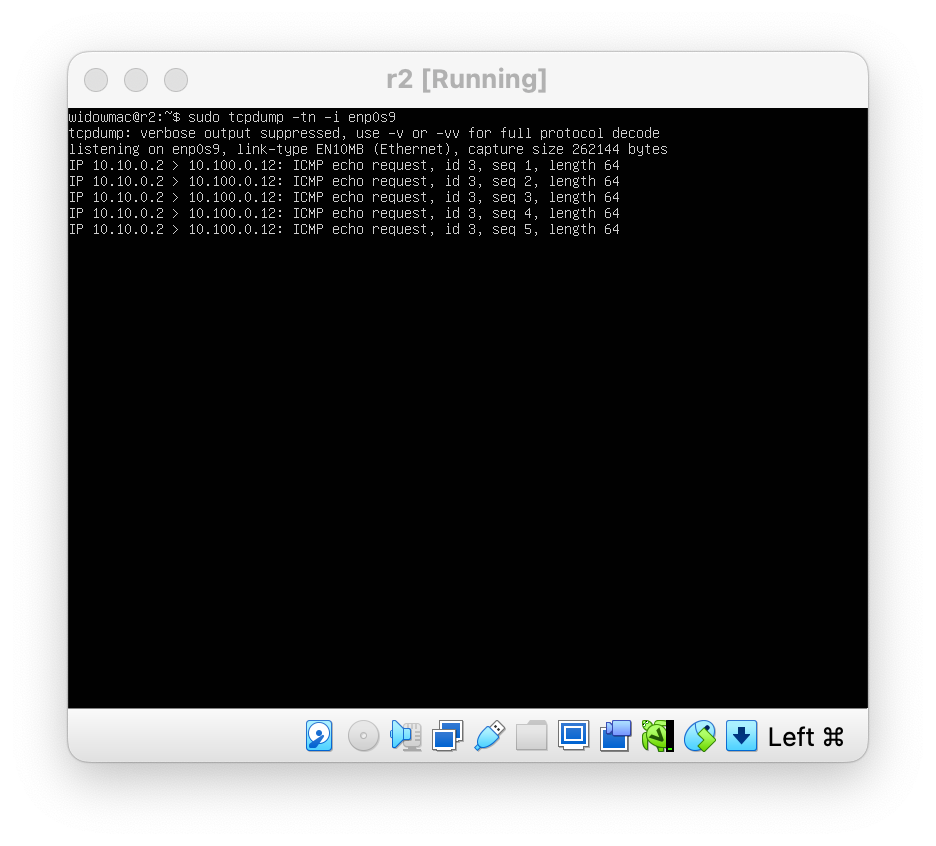 r2 [Running]
widowmac@r2:~$ sudo tcpdump -tn -i enp0s9
tcpdump: verbose output suppressed, use -v or -vv for full protocol decode
listening on enp0s9, link-type EN10MB (Ethernet), capture size 262144 bytes
IP 10.10.0.2 > 10.100.0.12: ICMP echo request, id 3, seq 1, length 64
IP 10.10.0.2 > 10.100.0.12: ICMP echo request, id 3, seq 2, length 64
IP 10.10.0.2 > 10.100.0.12: ICMP echo request, id 3, seq 3, length 64
IP 10.10.0.2 > 10.100.0.12: ICMP echo request, id 3, seq 4, length 64
IP 10.10.0.2 > 10.100.0.12: ICMP echo request, id 3, seq 5, length 64
Left ⌘